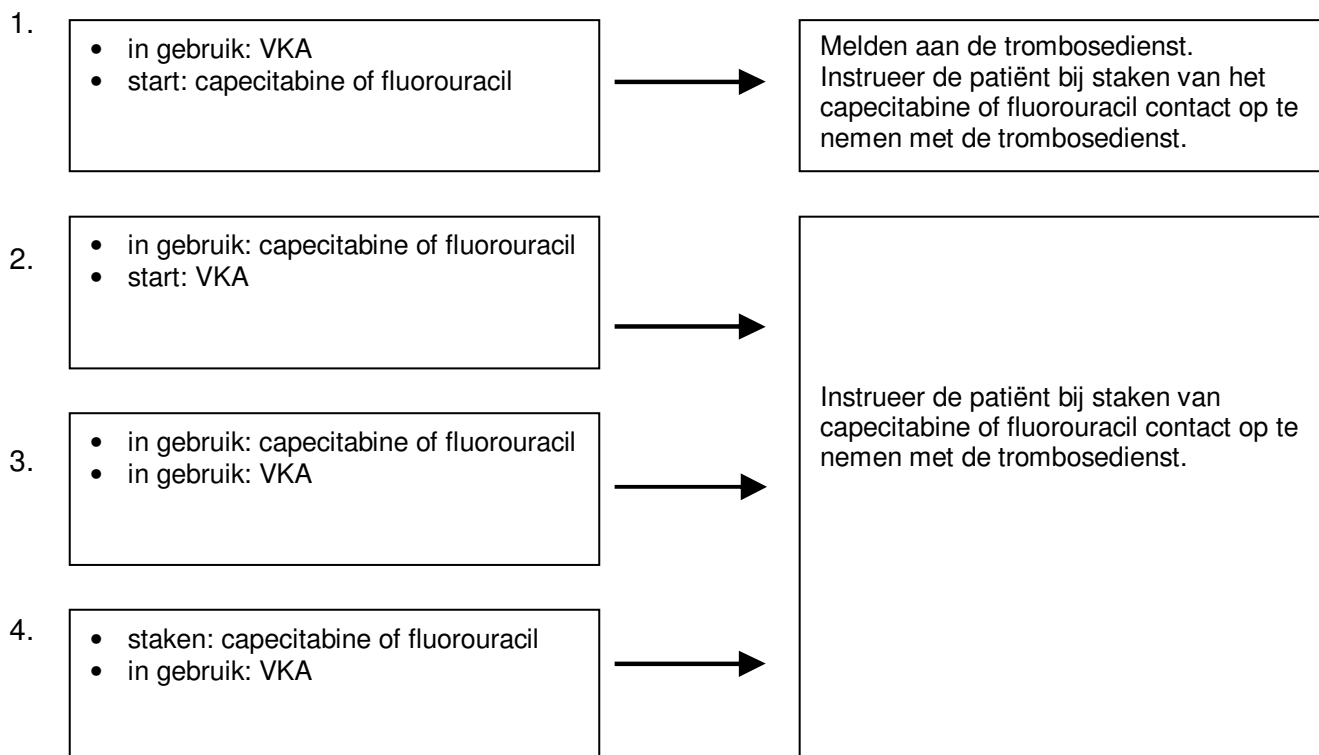 1.
• in gebruik: VKA
• start: capecitabine of fluorouracil
Melden aan de trombosedienst.
Instrueer de patiënt bij staken van het
capecitabine of fluorouracil contact op te
nemen met de trombosedienst.
2.
• in gebruik: capecitabine of fluorouracil
• start: VKA
3.
• in gebruik: capecitabine of fluorouracil
• in gebruik: VKA
4.
• staken: capecitabine of fluorouracil
• in gebruik: VKA
Instrueer de patiënt bij staken van
capecitabine of fluorouracil contact op te
nemen met de trombosedienst.